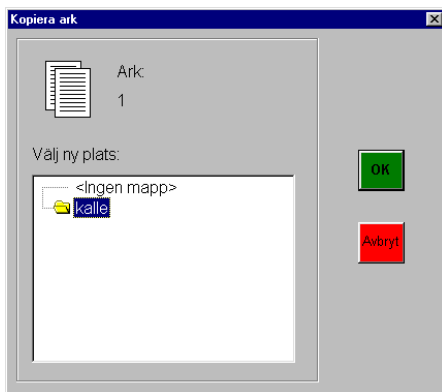 Kopiera ark
Ark:
1
Välj ny plats:
<Ingen mapp>
kalle
OK
Avbryt